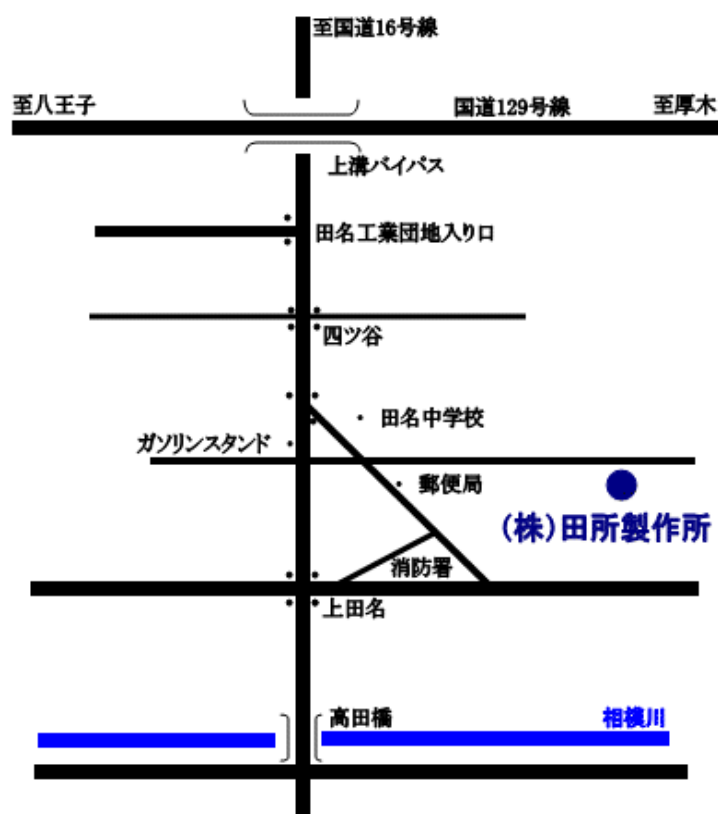 至国道16号線
至八王子
国道129号線
至厚木
上溝バイパス
田名工業団地入り口
四ツ谷
田名中学校
ガソリンスタンド
郵便局
(株)田所製作所
消防署
上田名
高田橋
相模川